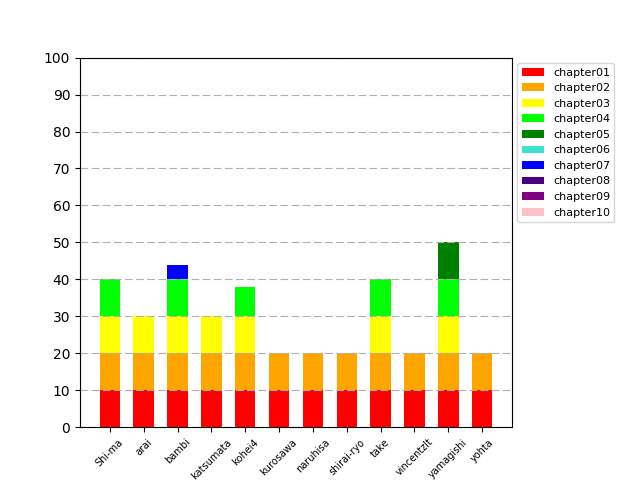 100
90
80
70
60
50
40
30
20
10
0
Shi-ma
arai
bambi
katsumata
kohei4
kurosawa
naruhisa
shirai-ryo
take
vincentzlt
yamagishi
yohta
chapter01
chapter02
chapter03
chapter04
chapter05
chapter06
chapter07
chapter08
chapter09
chapter10